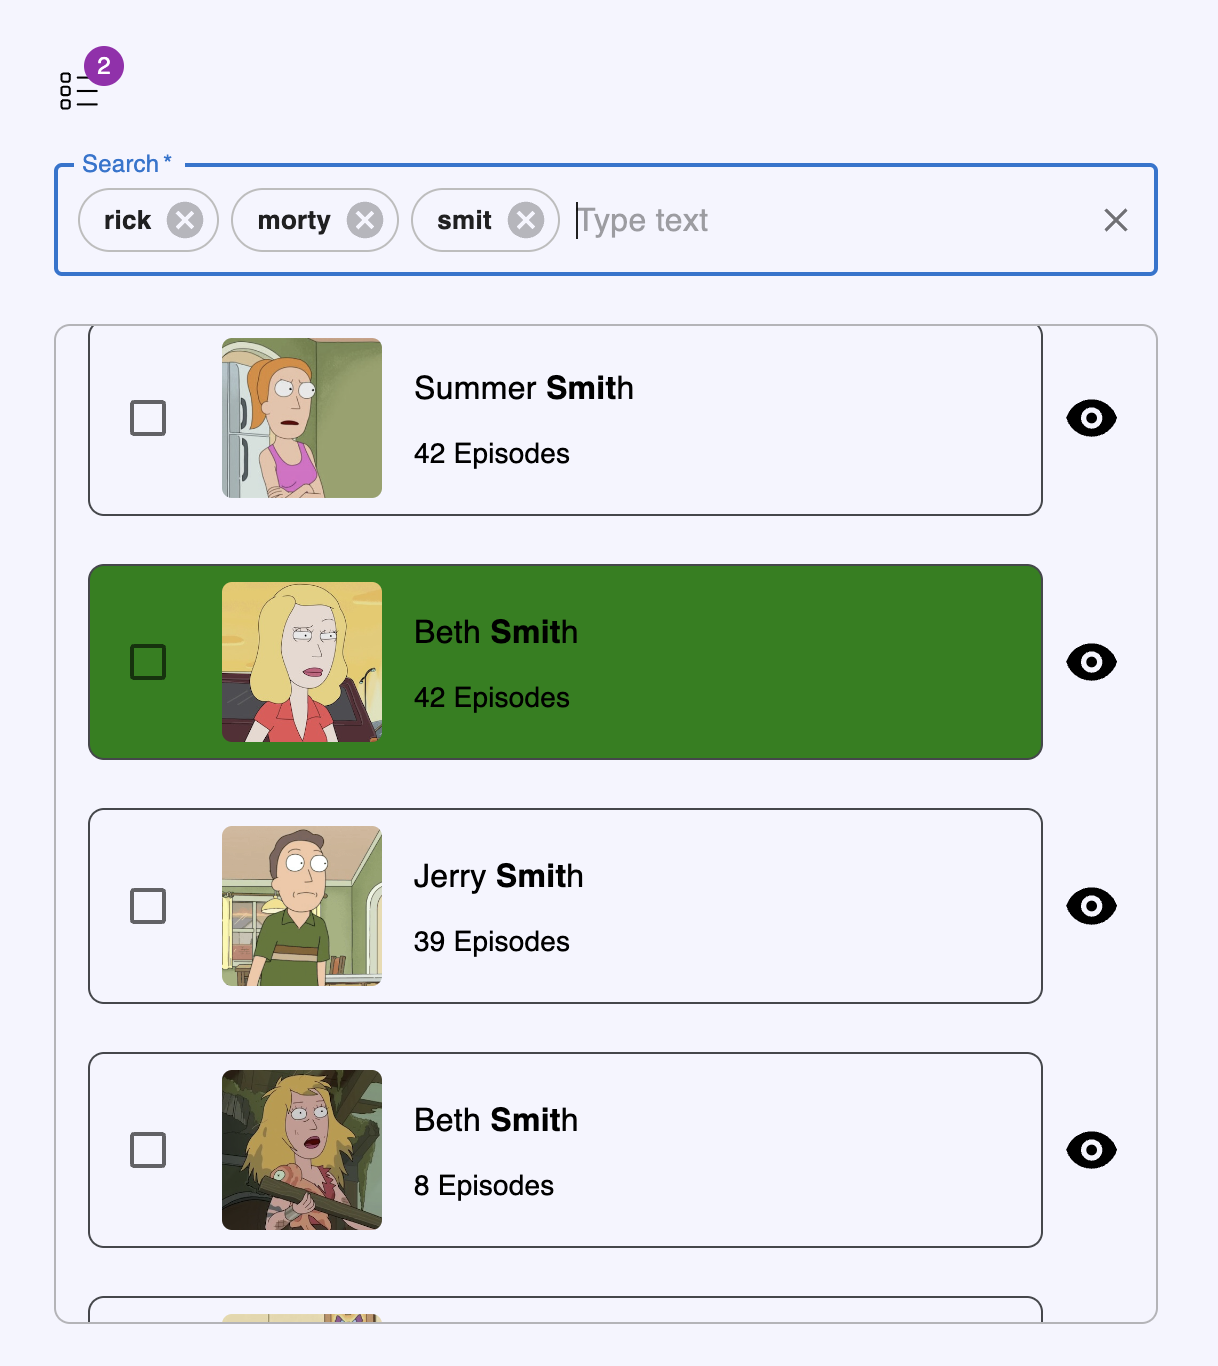 2
Search *
rick morty smit Type text
Summer Smith
42 Episodes
Beth Smith
42 Episodes
Jerry Smith
39 Episodes
Beth Smith
8 Episodes